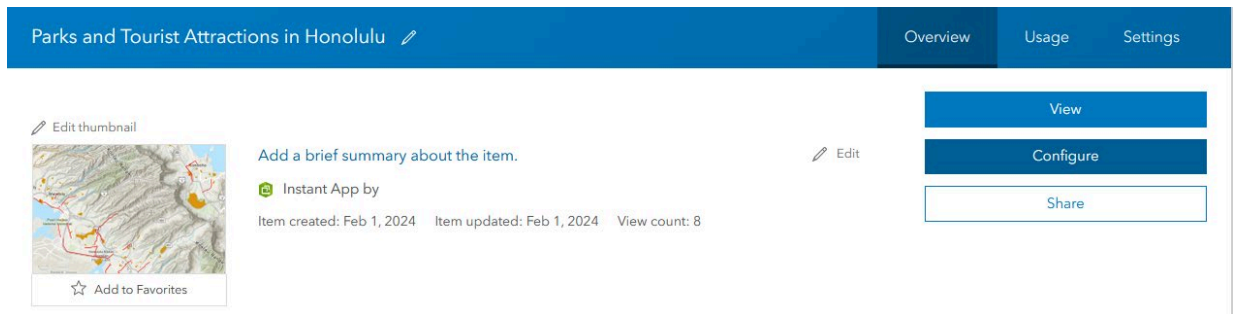 Parks and Tourist Attractions in Honolulu
Overview
Usage
Settings
Edit thumbnail
Add a brief summary about the item.
Edit
Instant App by
Item created: Feb 1, 2024 Item updated: Feb 1, 2024 View count: 8
Add to Favorites
View
Configure
Share